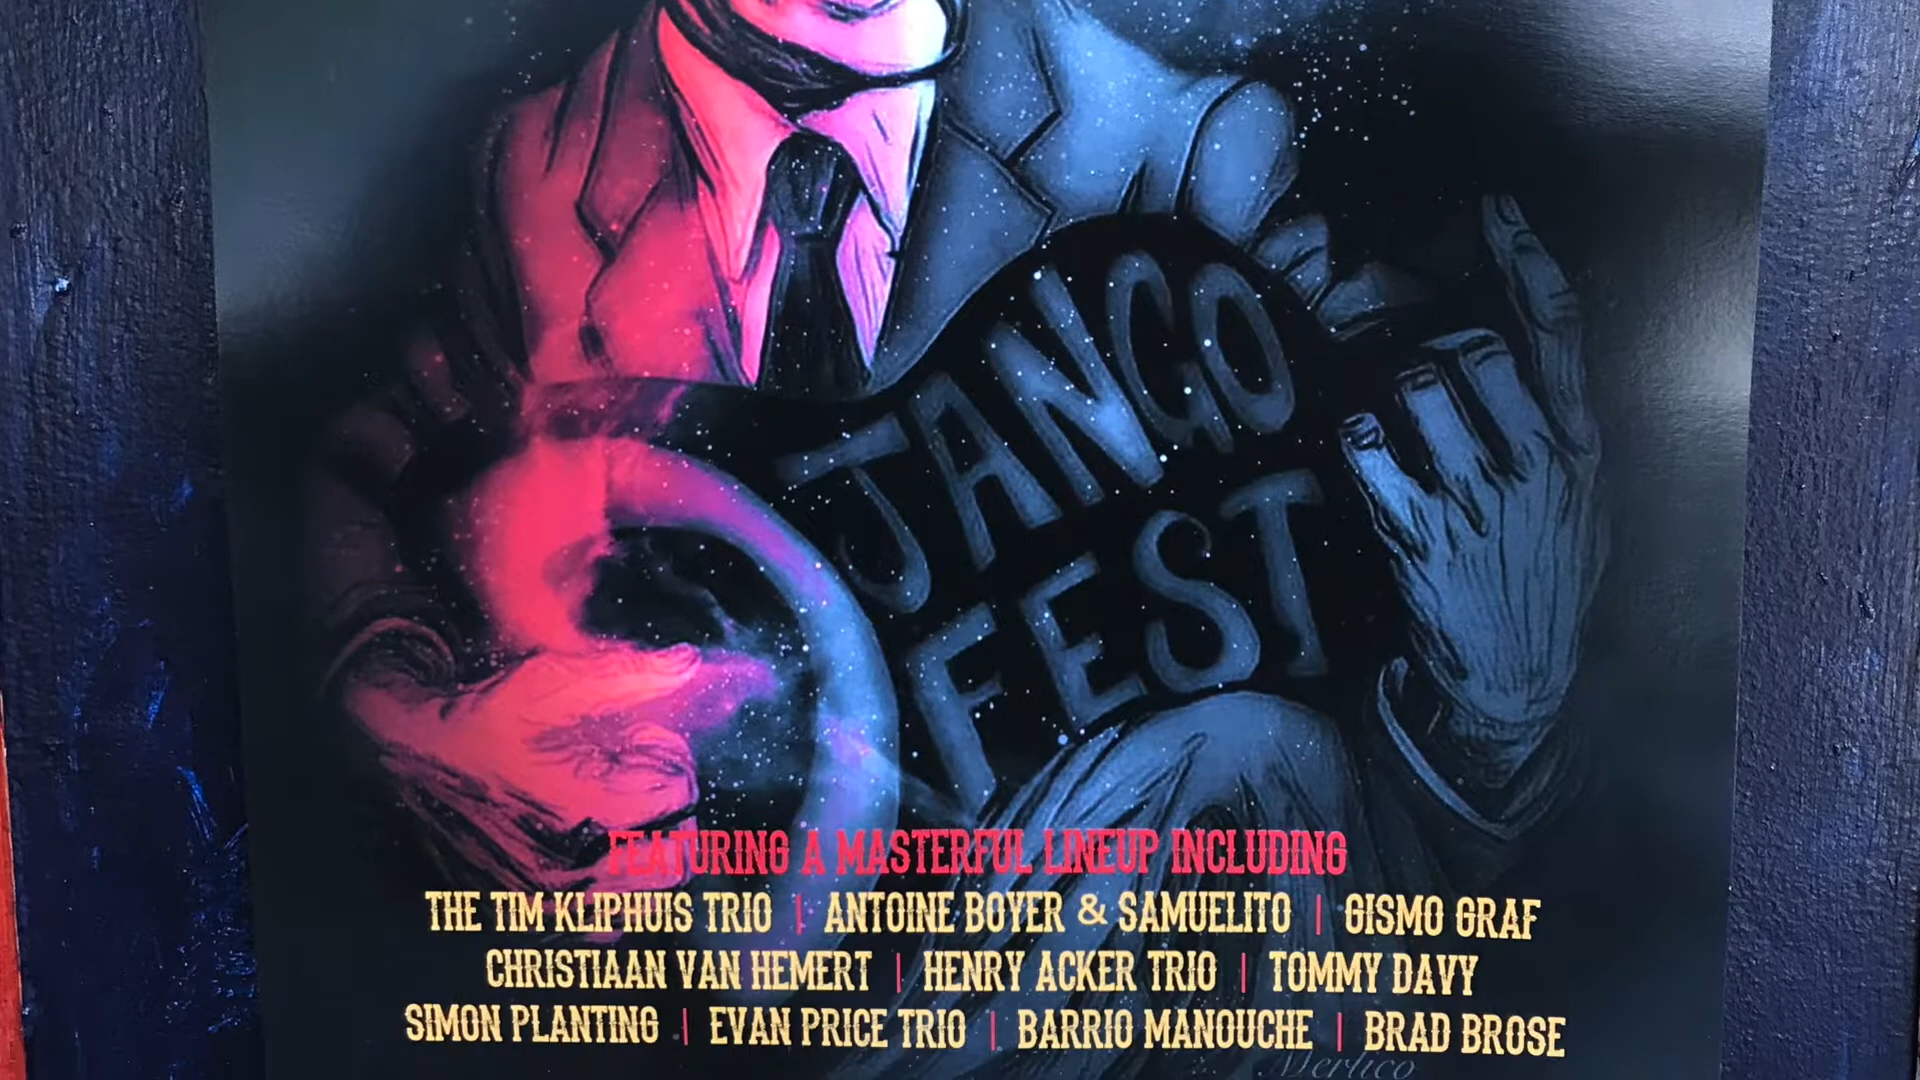 JANGO
FEST
FEATURING A MASTERFUL LINEUP INCLUDING
THE TIM KLIPHUIS TRIO | ANTOINE BOYER & SAMUELITO | GISMO GRAF
CHRISTIAAN VAN HEMERT | HENRY ACKER TRIO | TOMMY DAVY
SIMON PLANTING | EVAN PRICE TRIO | BARRIO MANOUCHE | BRAD BROSE